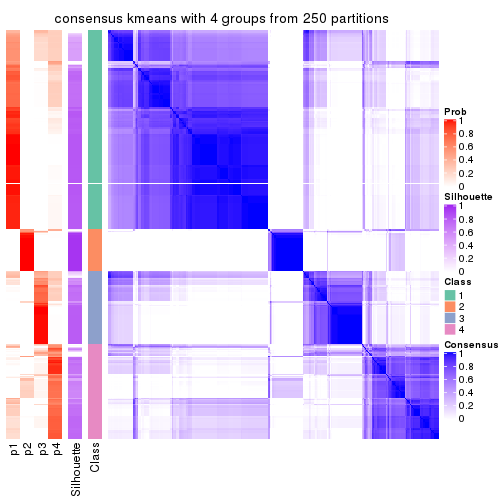 consensus kmeans with 4 groups from 250 partitions
Prob
1
0.8
0.6
0.4
0.2
0
Silhouette
1
0.8
0.6
0.4
0.2
0
Class
1
2
3
4
Consensus
1
0.8
0.6
0.4
0.2
0
p1
p2
p3
p4
Silhouette
Class